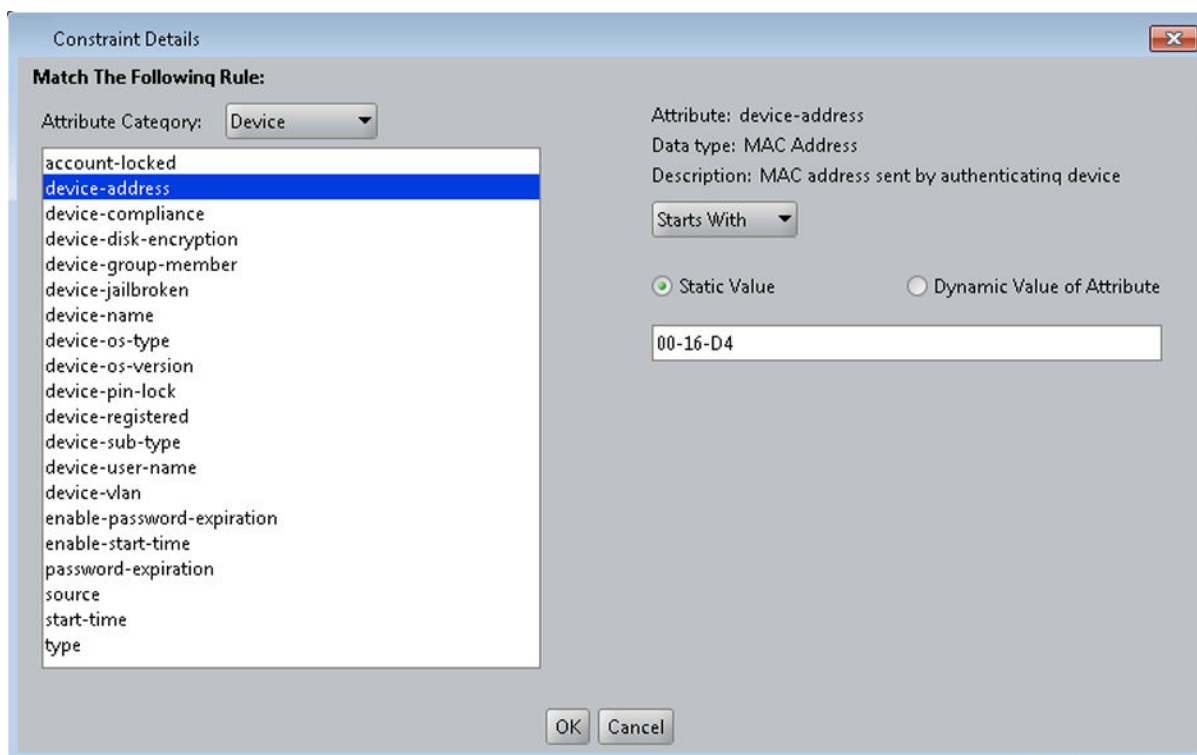 Constraint Details
Match The Following Rule:
Attribute Category: Device
account-locked
device-address
device-compliance
device-disk-encryption
device-group-member
device-jailbroken
device-name
device-os-type
device-os-version
device-pin-lock
device-registered
device-sub-type
device-user-name
device-vlan
enable-password-expiration
enable-start-time
password-expiration
source
start-time
type
Attribute: device-address
Data type: MAC Address
Description: MAC address sent by authenticating device
Starts With
Static Value Dynamic Value of Attribute
00-16-D4
OK Cancel